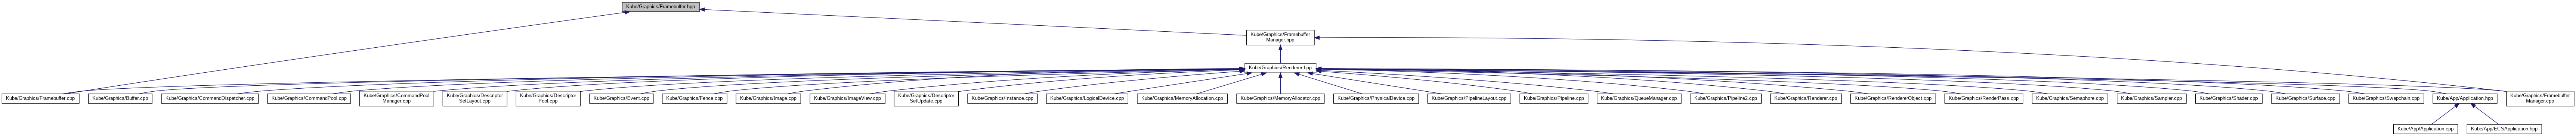 Kube/Graphics/Framebuffer.hpp
Kube/Graphics/Framebuffer
Manager.hpp
Kube/Graphics/Renderer.hpp
Kube/Graphics/Framebuffer.cpp
Kube/Graphics/Buffer.cpp
Kube/Graphics/CommandDispatcher.cpp
Kube/Graphics/CommandPool.cpp
Kube/Graphics/CommandPool
Manager.cpp
Kube/Graphics/Descriptor
SetLayout.cpp
Kube/Graphics/Descriptor
Pool.cpp
Kube/Graphics/Event.cpp
Kube/Graphics/Fence.cpp
Kube/Graphics/Image.cpp
Kube/Graphics/ImageView.cpp
Kube/Graphics/Descriptor
SetUpdate.cpp
Kube/Graphics/Instance.cpp
Kube/Graphics/LogicalDevice.cpp
Kube/Graphics/MemoryAllocation.cpp
Kube/Graphics/MemoryAllocator.cpp
Kube/Graphics/PhysicalDevice.cpp
Kube/Graphics/PipelineLayout.cpp
Kube/Graphics/Pipeline.cpp
Kube/Graphics/QueueManager.cpp
Kube/Graphics/Pipeline2.cpp
Kube/Graphics/Renderer.cpp
Kube/Graphics/RendererObject.cpp
Kube/Graphics/RenderPass.cpp
Kube/Graphics/Semaphore.cpp
Kube/Graphics/Sampler.cpp
Kube/Graphics/Shader.cpp
Kube/Graphics/Surface.cpp
Kube/Graphics/Swapchain.cpp
Kube/App/Application.hpp
Kube/Graphics/Framebuffer
Manager.cpp
Kube/App/Application.cpp
Kube/App/ECSApplication.hpp